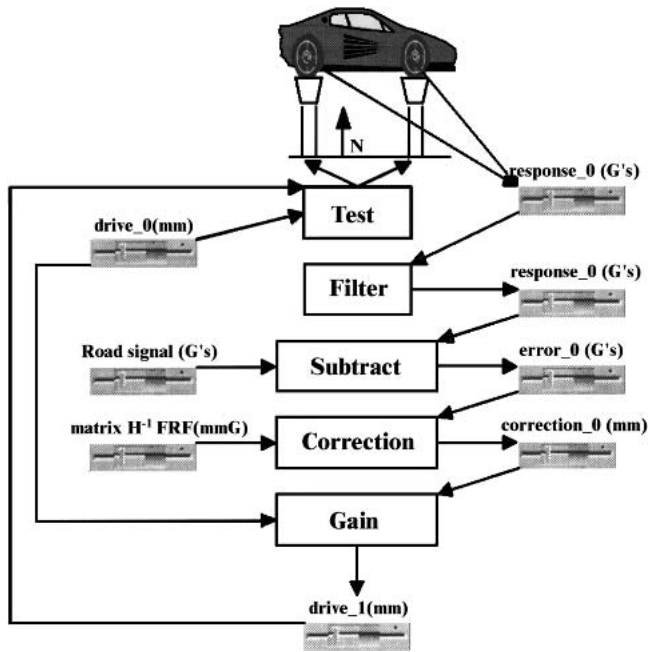 N
response_0 (G's)
Test
drive_0(mm)
Filter
response_0 (G's)
Road signal (G's)
Subtract
error_0 (G's)
matrix H⁻¹ FRF(mmG)
Correction
correction_0 (mm)
Gain
drive_1(mm)